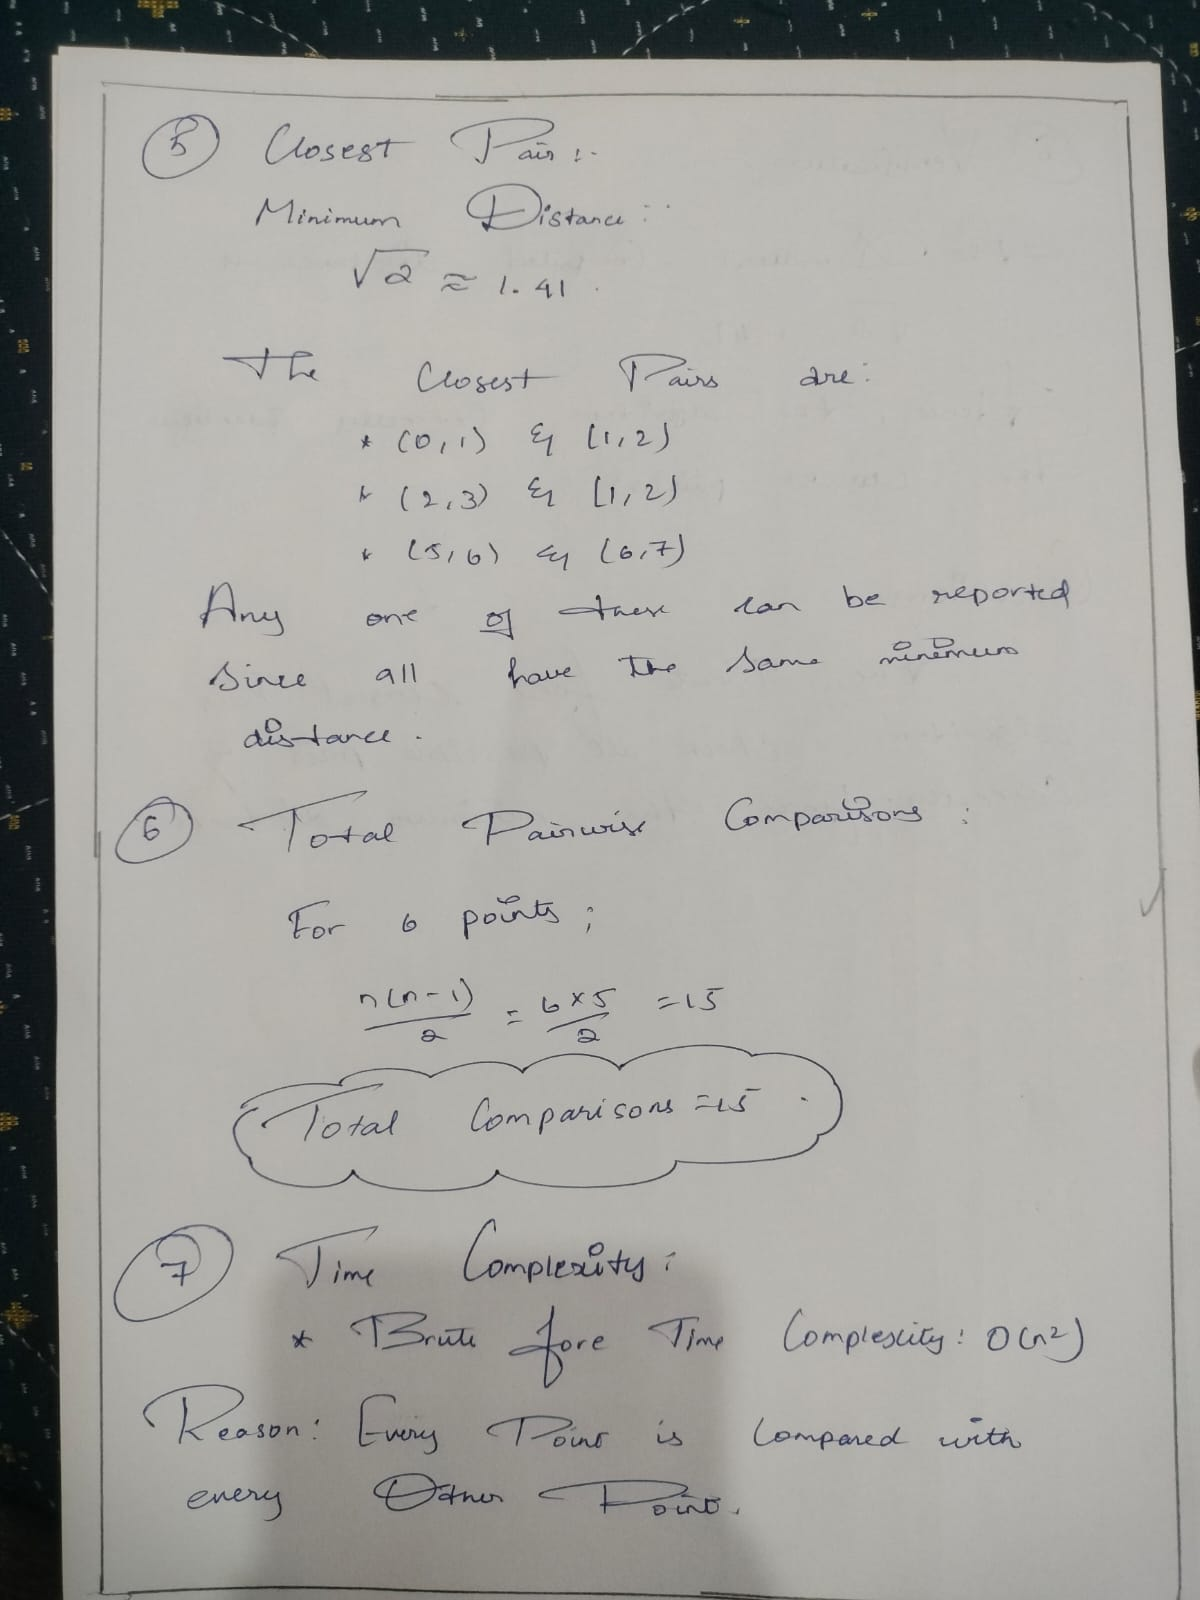 5 Closest Pair :-
Minimum Distance :
√2 ≈ 1.41
The Closest Pairs are:
* (0,1) & (1,2)
* (2,3) & (1,2)
* (5,6) & (6,7)
Any one of these can be reported
since all have the same minimum
distance.
6 Total Pairwise Comparisons :
For 6 points ;
n(n-1)/2 = 6×5/2 = 15
Total Comparisons = 15 .
7 Time Complexity :
* Brute fore Time Complexity: O(n²)
Reason: Every Point is Compared with
every Other Point.